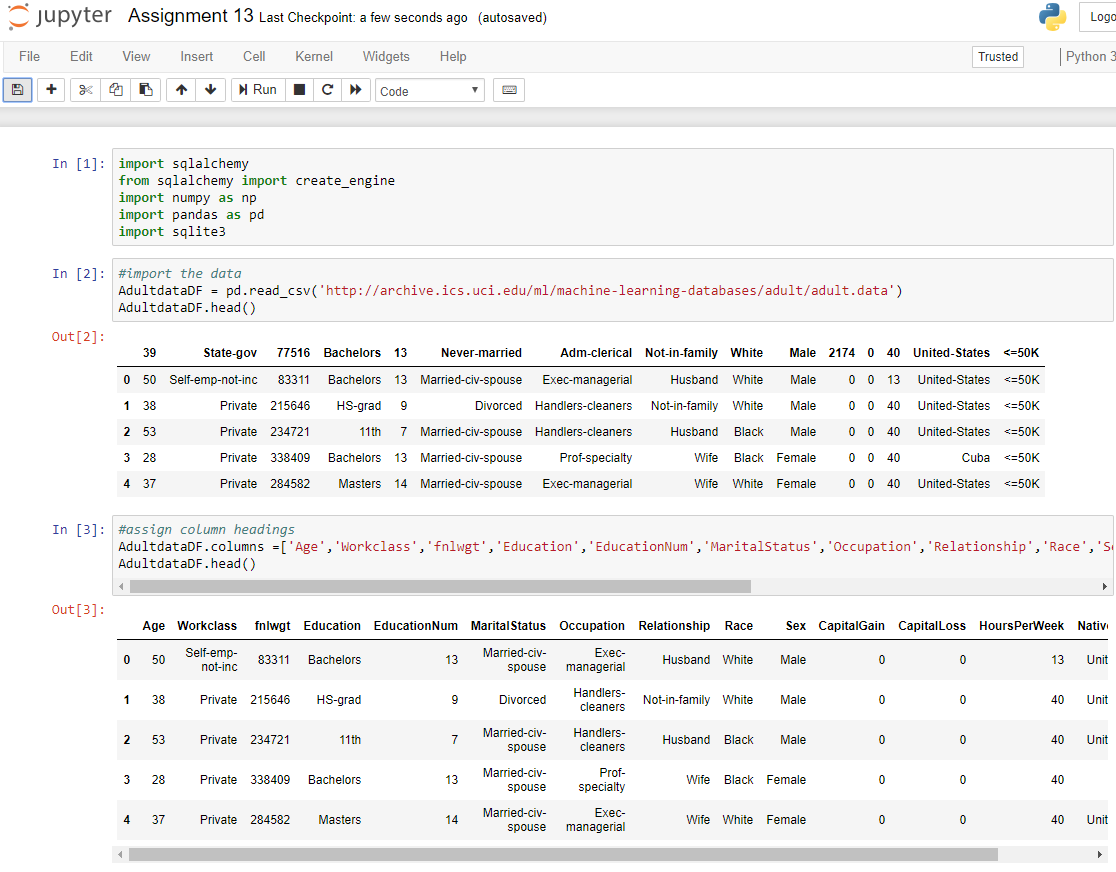 jupyter Assignment 13 Last Checkpoint: a few seconds ago (autosaved)
Logo
File Edit View Insert Cell Kernel Widgets Help Trusted Python 3
Run Code
In [1]: import sqlalchemy
from sqlalchemy import create_engine
import numpy as np
import pandas as pd
import sqlite3
In [2]: #import the data
AdultdataDF = pd.read_csv('http://archive.ics.uci.edu/ml/machine-learning-databases/adult/adult.data')
AdultdataDF.head()
Out[2]:
39 State-gov 77516 Bachelors 13 Never-married Adm-clerical Not-in-family White Male 2174 0 40 United-States <=50K
0 50 Self-emp-not-inc 83311 Bachelors 13 Married-civ-spouse Exec-managerial Husband White Male 0 0 13 United-States <=50K
1 38 Private 215646 HS-grad 9 Divorced Handlers-cleaners Not-in-family White Male 0 0 40 United-States <=50K
2 53 Private 234721 11th 7 Married-civ-spouse Handlers-cleaners Husband Black Male 0 0 40 United-States <=50K
3 28 Private 338409 Bachelors 13 Married-civ-spouse Prof-specialty Wife Black Female 0 0 40 Cuba <=50K
4 37 Private 284582 Masters 14 Married-civ-spouse Exec-managerial Wife White Female 0 0 40 United-States <=50K
In [3]: #assign column headings
AdultdataDF.columns =['Age','Workclass','fnlwgt','Education','EducationNum','MaritalStatus','Occupation','Relationship','Race','Se
AdultdataDF.head()
Out[3]:
Age Workclass fnlwgt Education EducationNum MaritalStatus Occupation Relationship Race Sex CapitalGain CapitalLoss HoursPerWeek Native
0 50 Self-emp-not-inc 83311 Bachelors 13 Married-civ-spouse Exec-managerial Husband White Male 0 0 13 Unit
1 38 Private 215646 HS-grad 9 Divorced Handlers-cleaners Not-in-family White Male 0 0 40 Unit
2 53 Private 234721 11th 7 Married-civ-spouse Handlers-cleaners Husband Black Male 0 0 40 Unit
3 28 Private 338409 Bachelors 13 Married-civ-spouse Prof-specialty Wife Black Female 0 0 40
4 37 Private 284582 Masters 14 Married-civ-spouse Exec-managerial Wife White Female 0 0 40 Unit